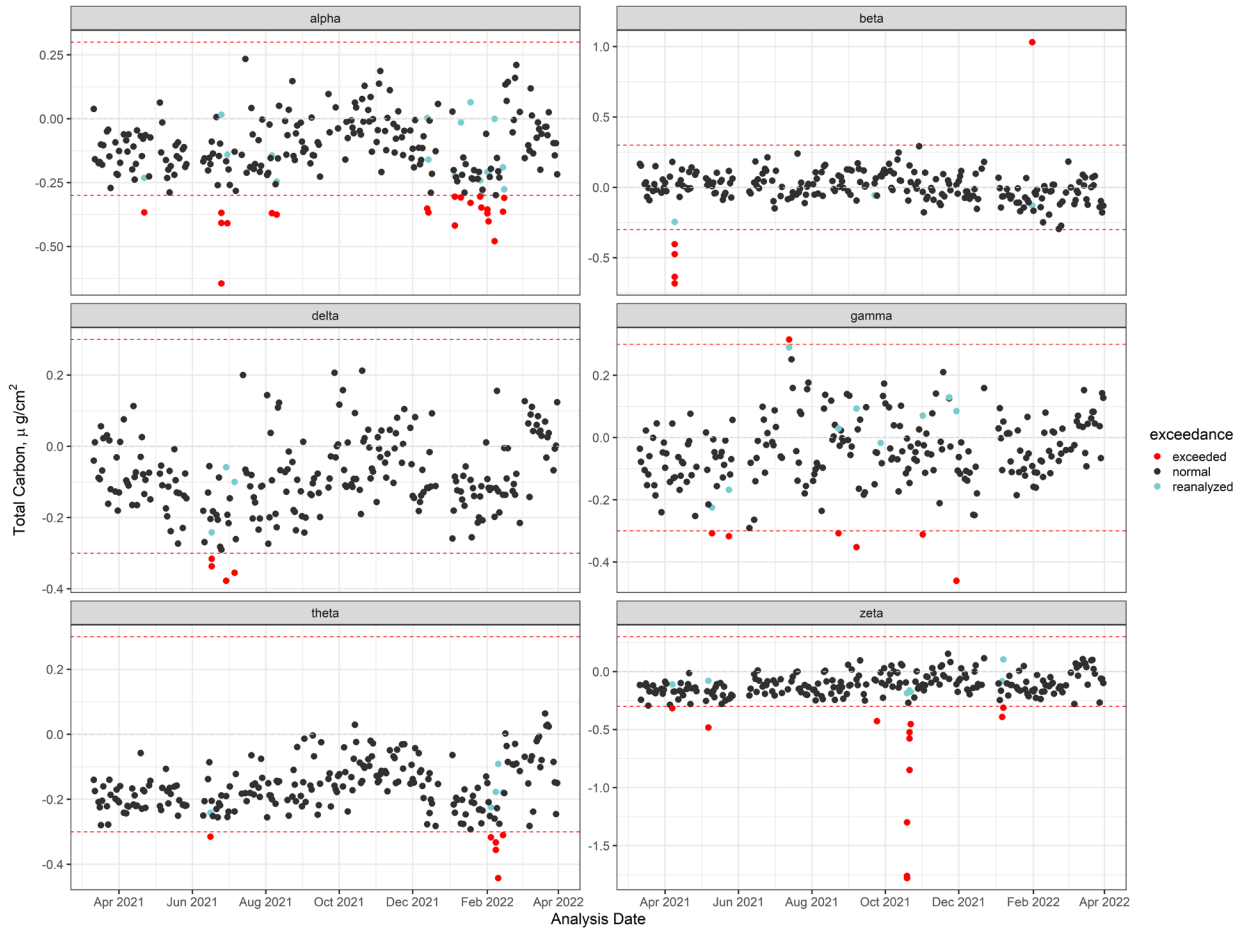 alpha
beta
0.25
0.00
-0.25
-0.50
1.0
0.5
0.0
-0.5
delta
gamma
0.2
0.0
-0.2
-0.4
0.2
0.0
-0.2
-0.4
Total Carbon, μ g/cm2
exceedance
exceeded
normal
reanalyzed
theta
zeta
0.2
0.0
-0.2
-0.4
0.0
-0.5
-1.0
-1.5
Apr 2021 Jun 2021 Aug 2021 Oct 2021 Dec 2021 Feb 2022 Apr 2022
Apr 2021 Jun 2021 Aug 2021 Oct 2021 Dec 2021 Feb 2022 Apr 2022
Analysis Date